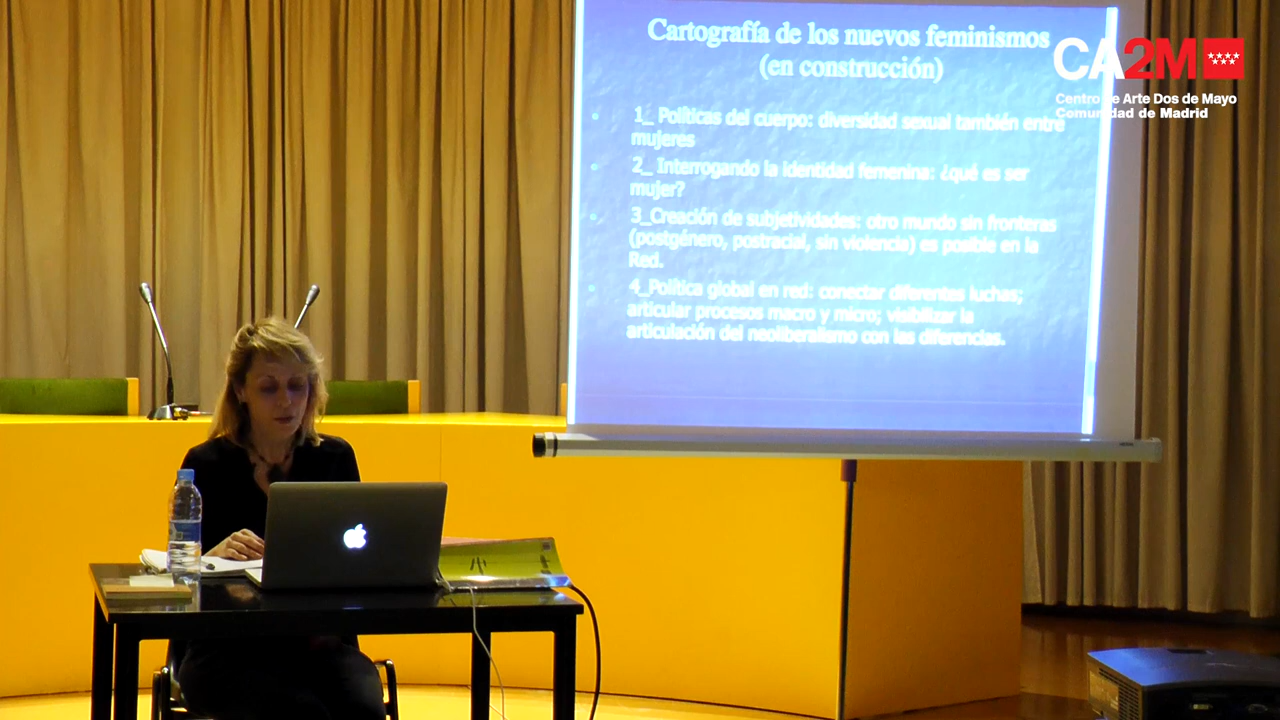 Cartografía de los nuevos feminismos
(en construcción)
1_ Políticas del cuerpo: diversidad sexual también entre
mujeres
2_ Interrogando la identidad femenina: ¿qué es ser
mujer?
3_Creación de subjetividades: otro mundo sin fronteras
(postgénero, postracial, sin violencia) es posible en la
Red.
4_Política global en red: conectar diferentes luchas;
articular procesos macro y micro; visibilizar la
articulación del neoliberalismo con las diferencias.
CA2M
Centro de Arte Dos de Mayo
Comunidad de Madrid